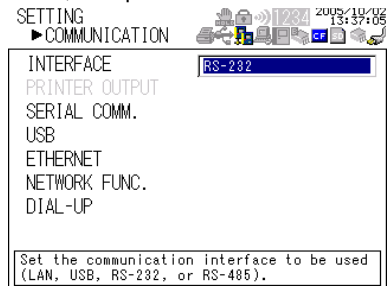 SETTING
1234
2005/10/02
13:37:05
▶COMMUNICATION
CF
SD
INTERFACE
RS-232
PRINTER OUTPUT
SERIAL COMM.
USB
ETHERNET
NETWORK FUNC.
DIAL-UP
Set the communication interface to be used
(LAN, USB, RS-232, or RS-485).